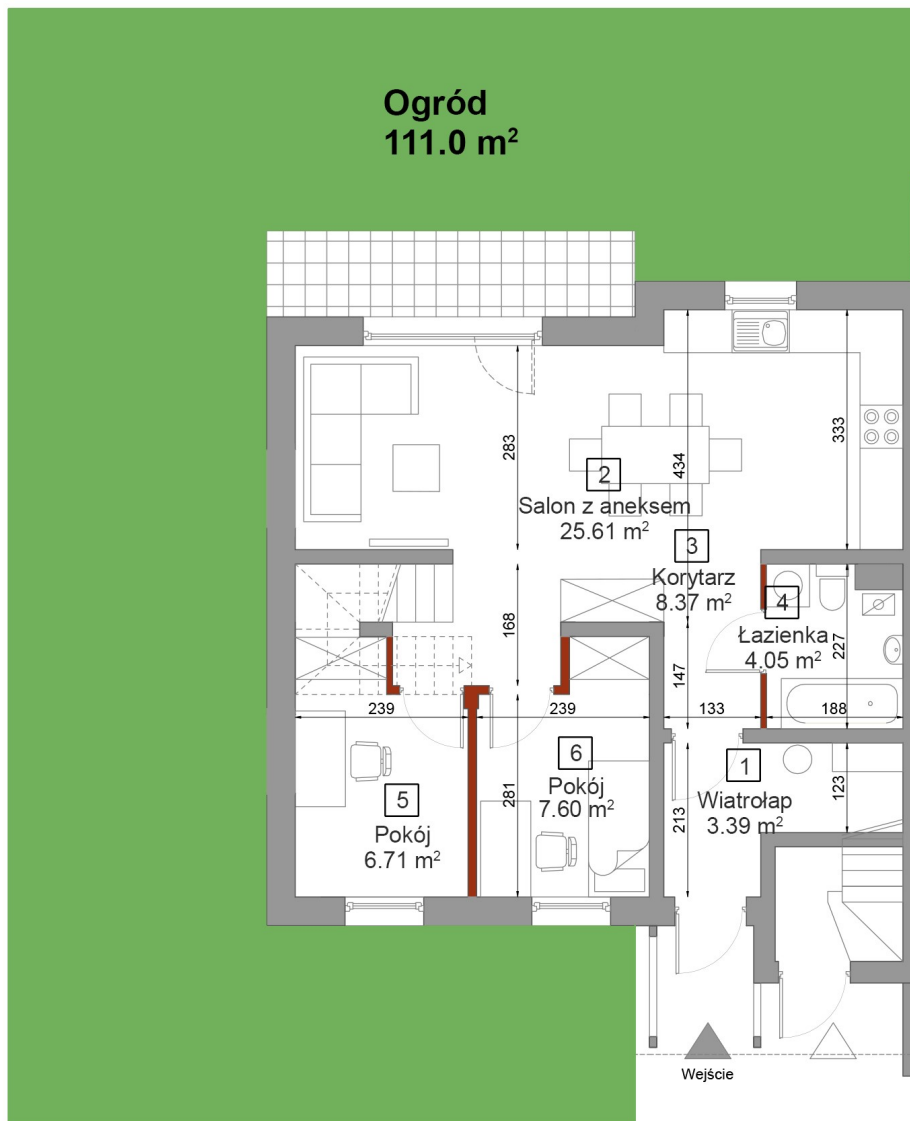 Ogród
111.0 m²
283
434
333
2
Salon z aneksem
25.61 m²
3
Korytarz
8.37 m²
4
Łazienka
4.05 m²
168
227
147
239
239
133
188
6
Pokój
7.60 m²
1
Wiatrołap
3.39 m²
123
5
Pokój
6.71 m²
281
213
Wejście